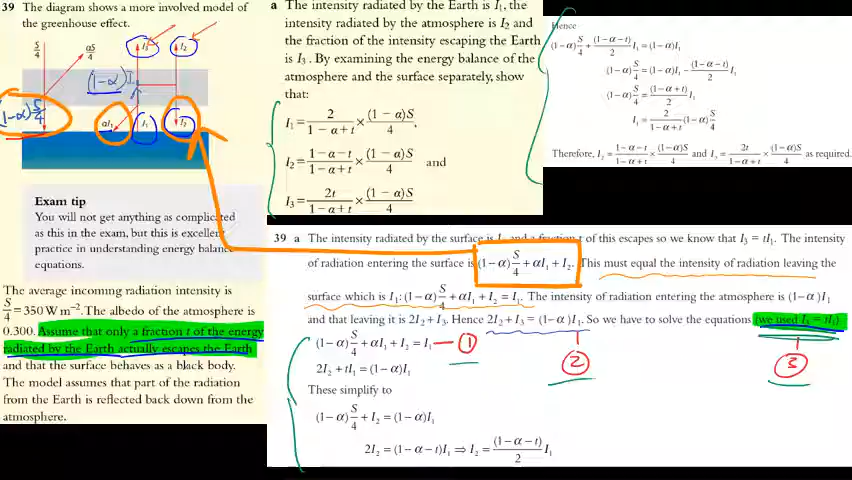 39 The diagram shows a more involved model of
the greenhouse effect.
S/4
αS/4
I₃
I₂
(1-α) I₁
(1-α) S/4
αI₁
I₁
I₂
Exam tip
You will not get anything as complicated
as this in the exam, but this is excellent
practice in understanding energy balance
equations.
The average incoming radiation intensity is
S/4 = 350 W m⁻². The albedo of the atmosphere is
0.300. Assume that only a fraction t of the energy
radiated by the Earth actually escapes the Earth
and that the surface behaves as a black body.
The model assumes that part of the radiation
from the Earth is reflected back down from the
atmosphere.
a The intensity radiated by the Earth is I₁, the
intensity radiated by the atmosphere is I₂ and
the fraction of the intensity escaping the Earth
is I₃. By examining the energy balance of the
atmosphere and the surface separately, show
that:
I₁ = 2/(1 − α + t) × (1 − α)S/4,
I₂ = (1 − α − t)/(1 − α + t) × (1 − α)S/4 and
I₃ = 2t/(1 − α + t) × (1 − α)S/4
Hence
(1−α)S/4 + (1−α−t)/2 I₁ = (1−α)I₁
(1−α)S/4 = (1−α)I₁ − (1−α−t)/2 I₁
(1−α)S/4 = (1−α+t)/2 I₁
I₁ = 2/(1−α+t) (1−α)S/4
Therefore, I₂ = (1−α−t)/(1−α+t) × (1−α)S/4 and I₃ = 2t/(1−α+t) × (1−α)S/4 as required.
39 a The intensity radiated by the surface is I₁ and a fraction t of this escapes so we know that I₃ = tI₁. The intensity
of radiation entering the surface is (1−α)S/4 + αI₁ + I₂. This must equal the intensity of radiation leaving the
surface which is I₁: (1−α)S/4 + αI₁ + I₂ = I₁. The intensity of radiation entering the atmosphere is (1−α)I₁
and that leaving it is 2I₂ + I₃. Hence 2I₂ + I₃ = (1−α)I₁. So we have to solve the equations (we used I₃ = tI₁)
(1−α)S/4 + αI₁ + I₂ = I₁ — 1
2
3
2I₂ + tI₁ = (1−α)I₁
These simplify to
(1−α)S/4 + I₂ = (1−α)I₁
2I₂ = (1−α−t)I₁ ⇒ I₂ = (1−α−t)/2 I₁